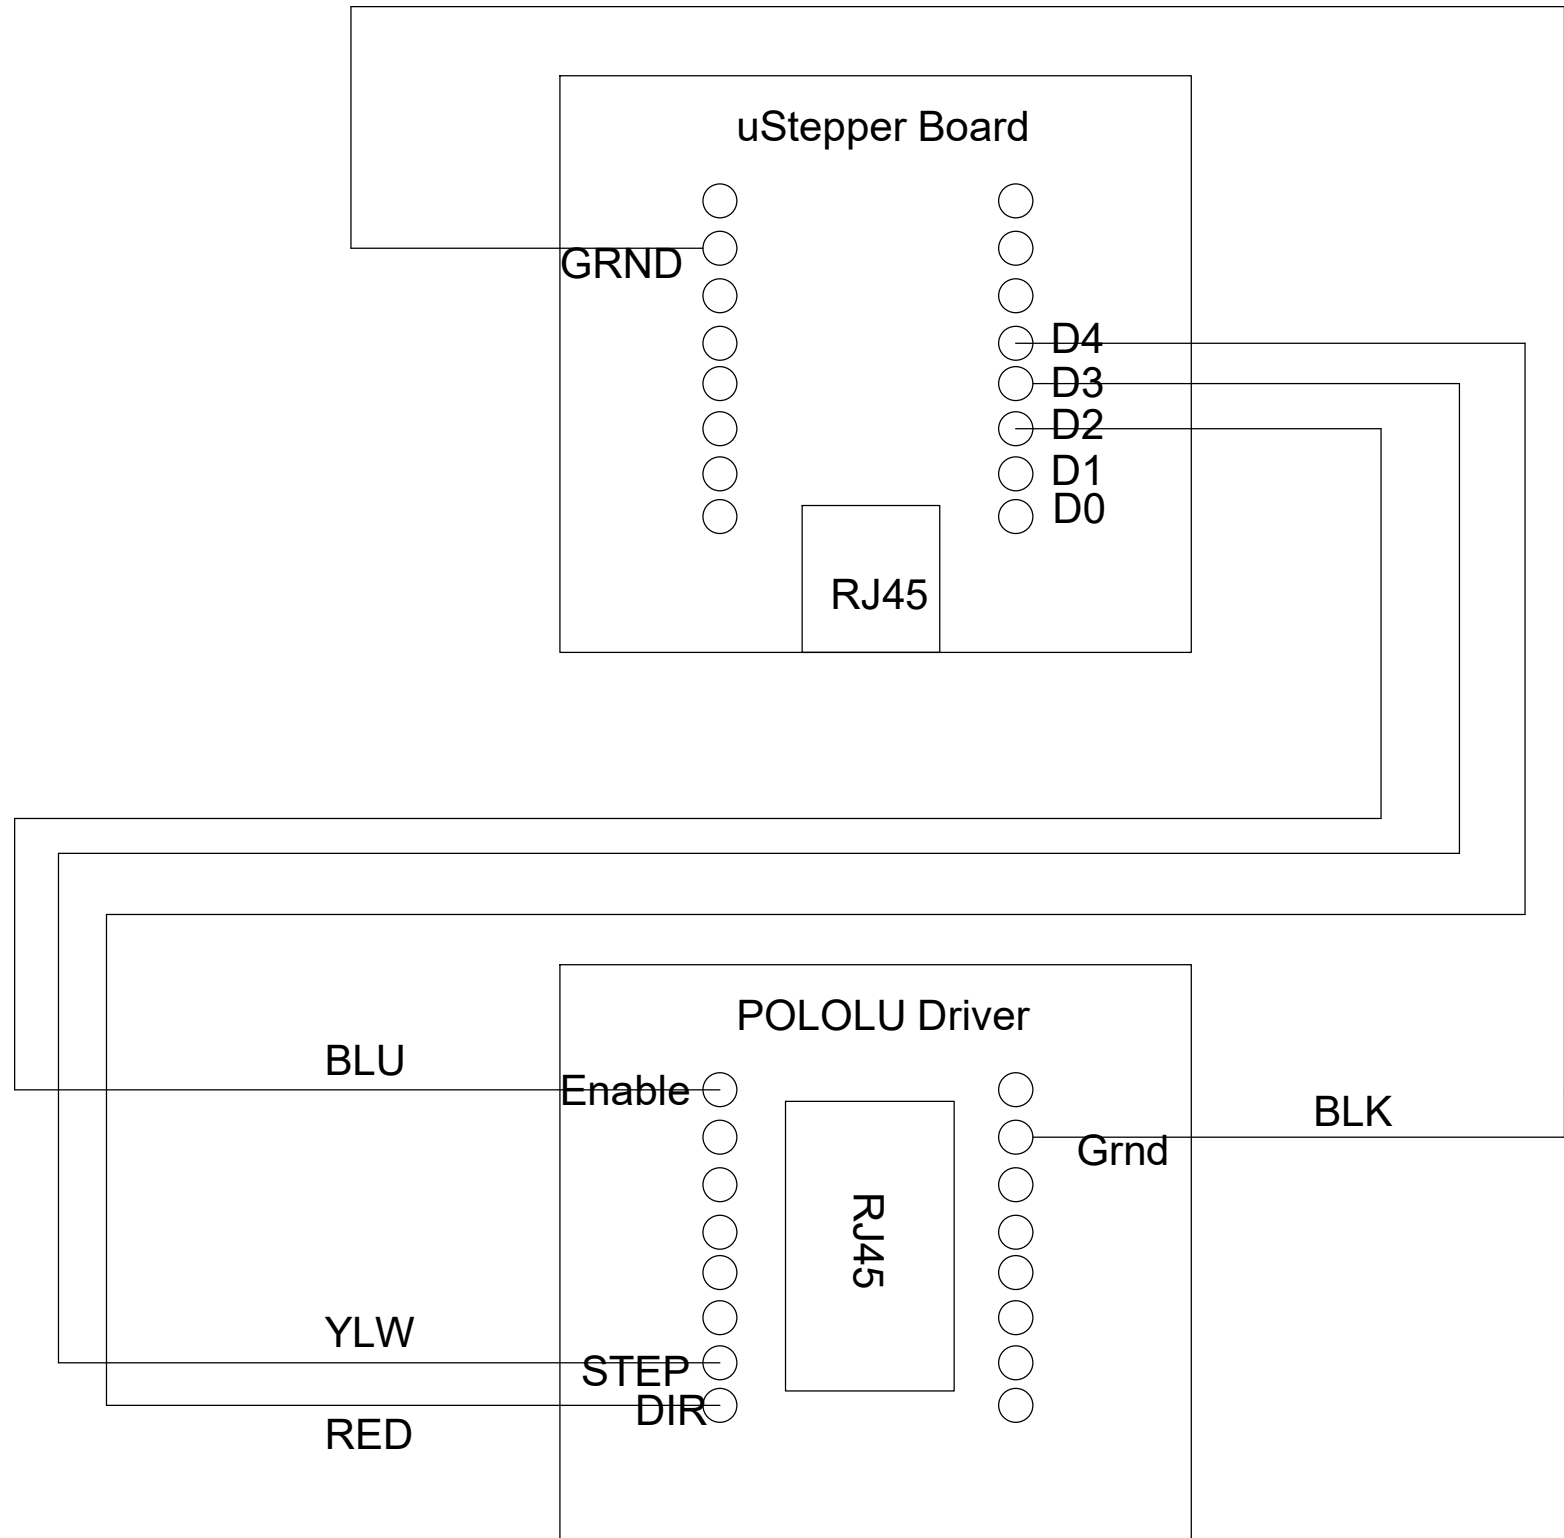 uStepper Board
GRND
D4
D3
D2
D1
D0
RJ45
POLOLU Driver
BLU
Enable
BLK
Grnd
RJ45
YLW
STEP
DIR
RED